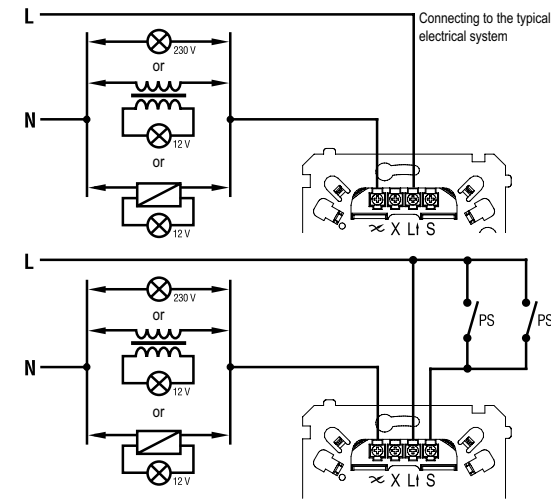 L
Connecting to the typical
electrical system
230 V
or
N
12 V
or
12 V
≂ X L↑ S
L
230 V
PS
PS
or
N
12 V
or
12 V
≂ X L↑ S